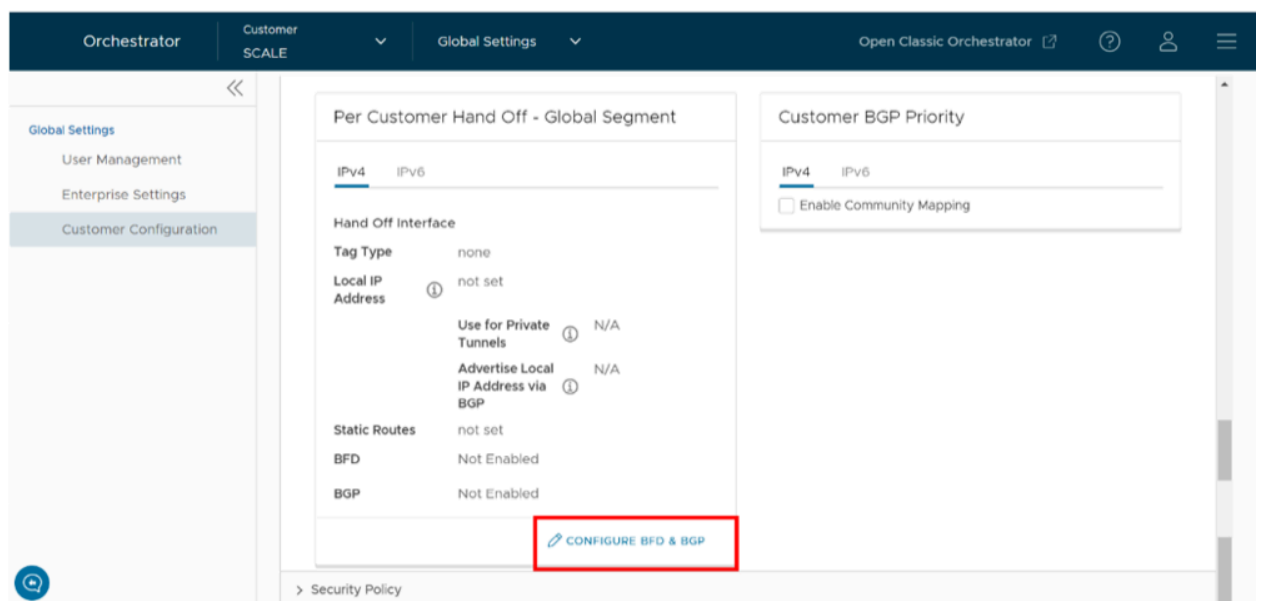 Orchestrator
Customer
SCALE
Global Settings
Open Classic Orchestrator
Global Settings
User Management
Enterprise Settings
Customer Configuration
Per Customer Hand Off - Global Segment
IPv4 IPv6
Hand Off Interface
Tag Type none
Local IP
Address
not set
Use for Private
Tunnels
N/A
Advertise Local
IP Address via
BGP
N/A
Static Routes not set
BFD Not Enabled
BGP Not Enabled
CONFIGURE BFD & BGP
Customer BGP Priority
IPv4 IPv6
Enable Community Mapping
Security Policy